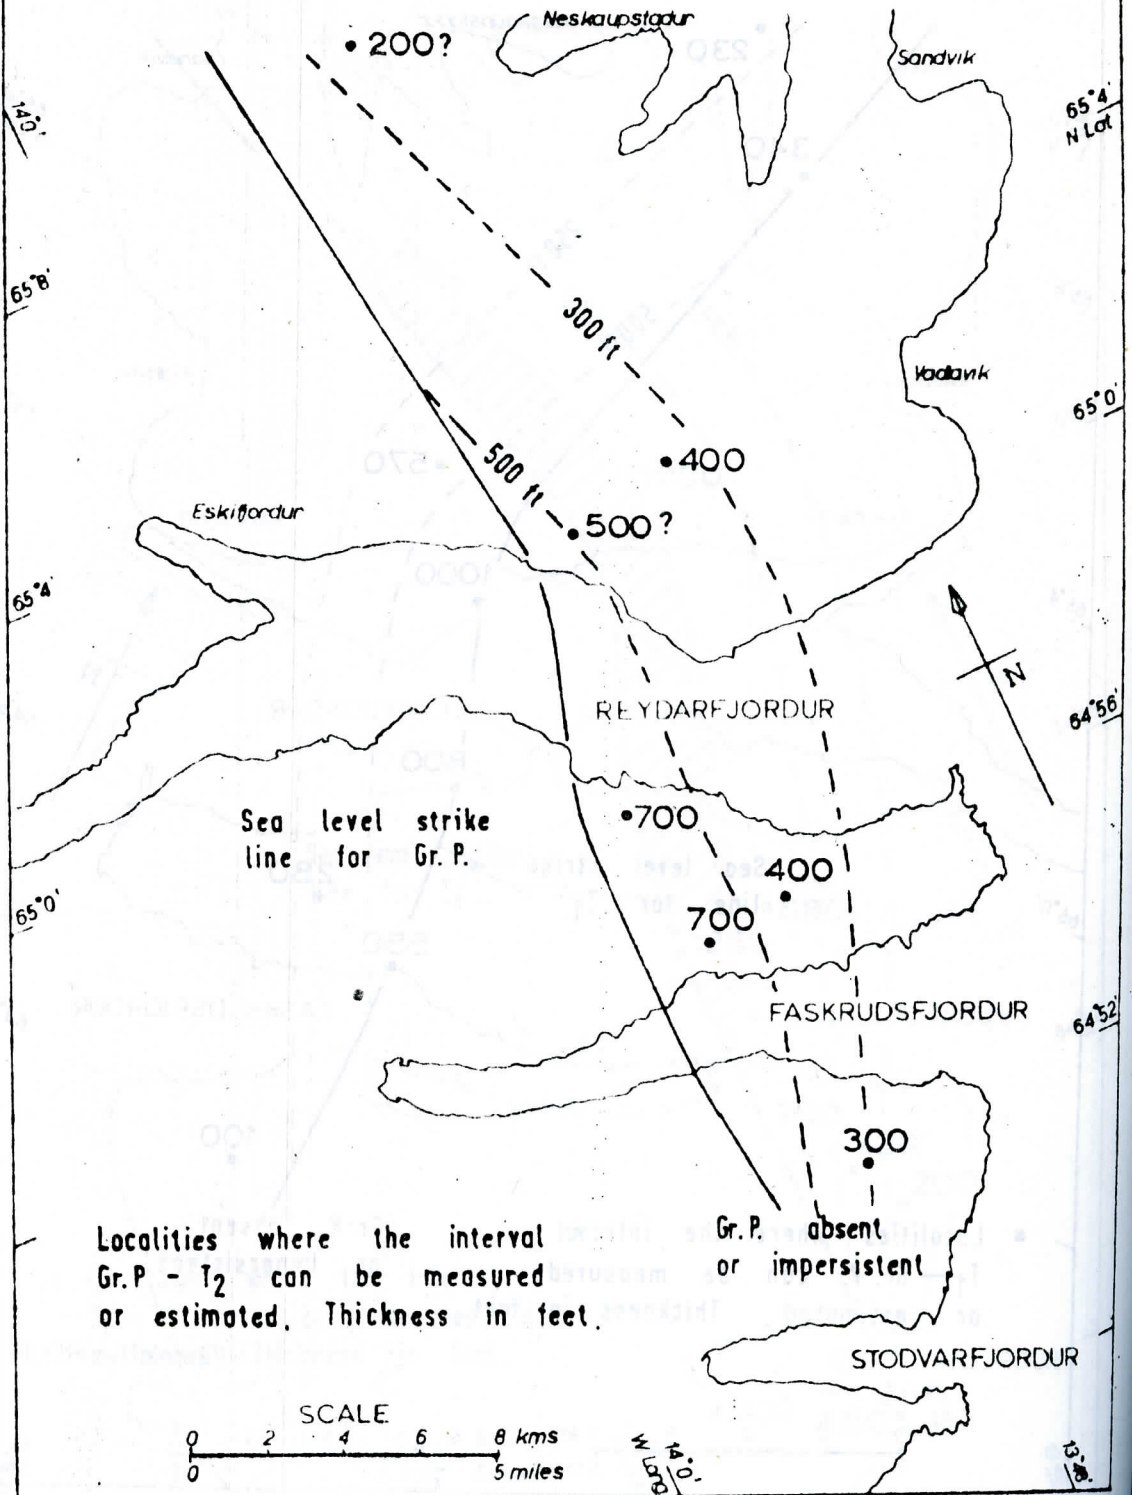 Neskaupstadur
200?
Sandvik
14°0'
65°4'
N Lat
65°8'
300 ft
Vadavik
65°0'
400
500 ft
500?
Eskifjordur
65°4'
N
REYDARFJORDUR
64°56'
Sea level strike
line for Gr. P.
700
400
700
65°0'
FASKRUDSFJORDUR
64°52'
300
Localities where the interval
Gr. P - T2 can be measured
or estimated. Thickness in feet.
Gr. P. absent
or impersistent
STODVARFJORDUR
SCALE
0 2 4 6 8 kms
0 5 miles
W Long
14°0'